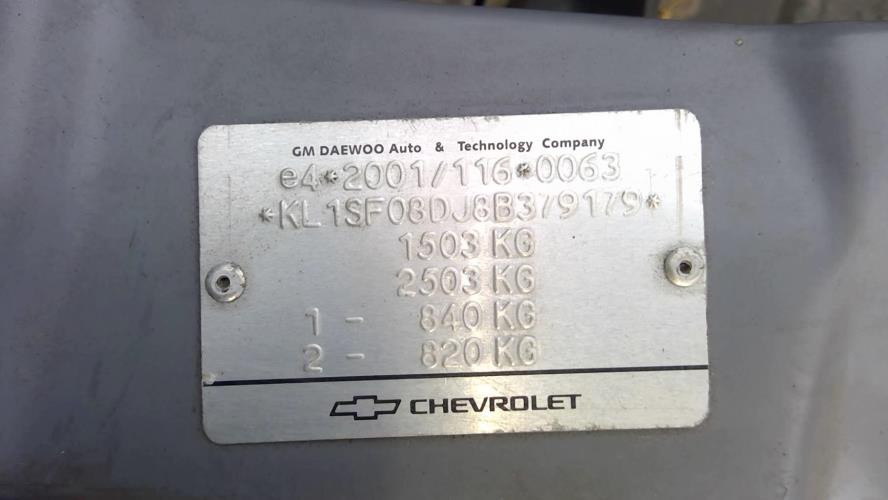 GM DAEWOO Auto & Technology Company
e4*2001/116*0063
*KL1SF08DJ8B379179*
1503 KG
2503 KG
1 - 840 KG
2 - 820 KG
CHEVROLET